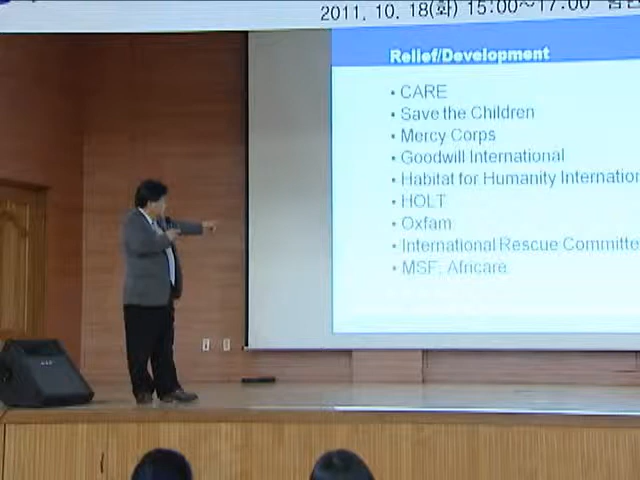 2011. 10. 18(화) 15:00~17:00
Relief/Development
• CARE
• Save the Children
• Mercy Corps
• Goodwill International
• Habitat for Humanity Internation
• HOLT
• Oxfam
• International Rescue Committe
• MSF, Africare